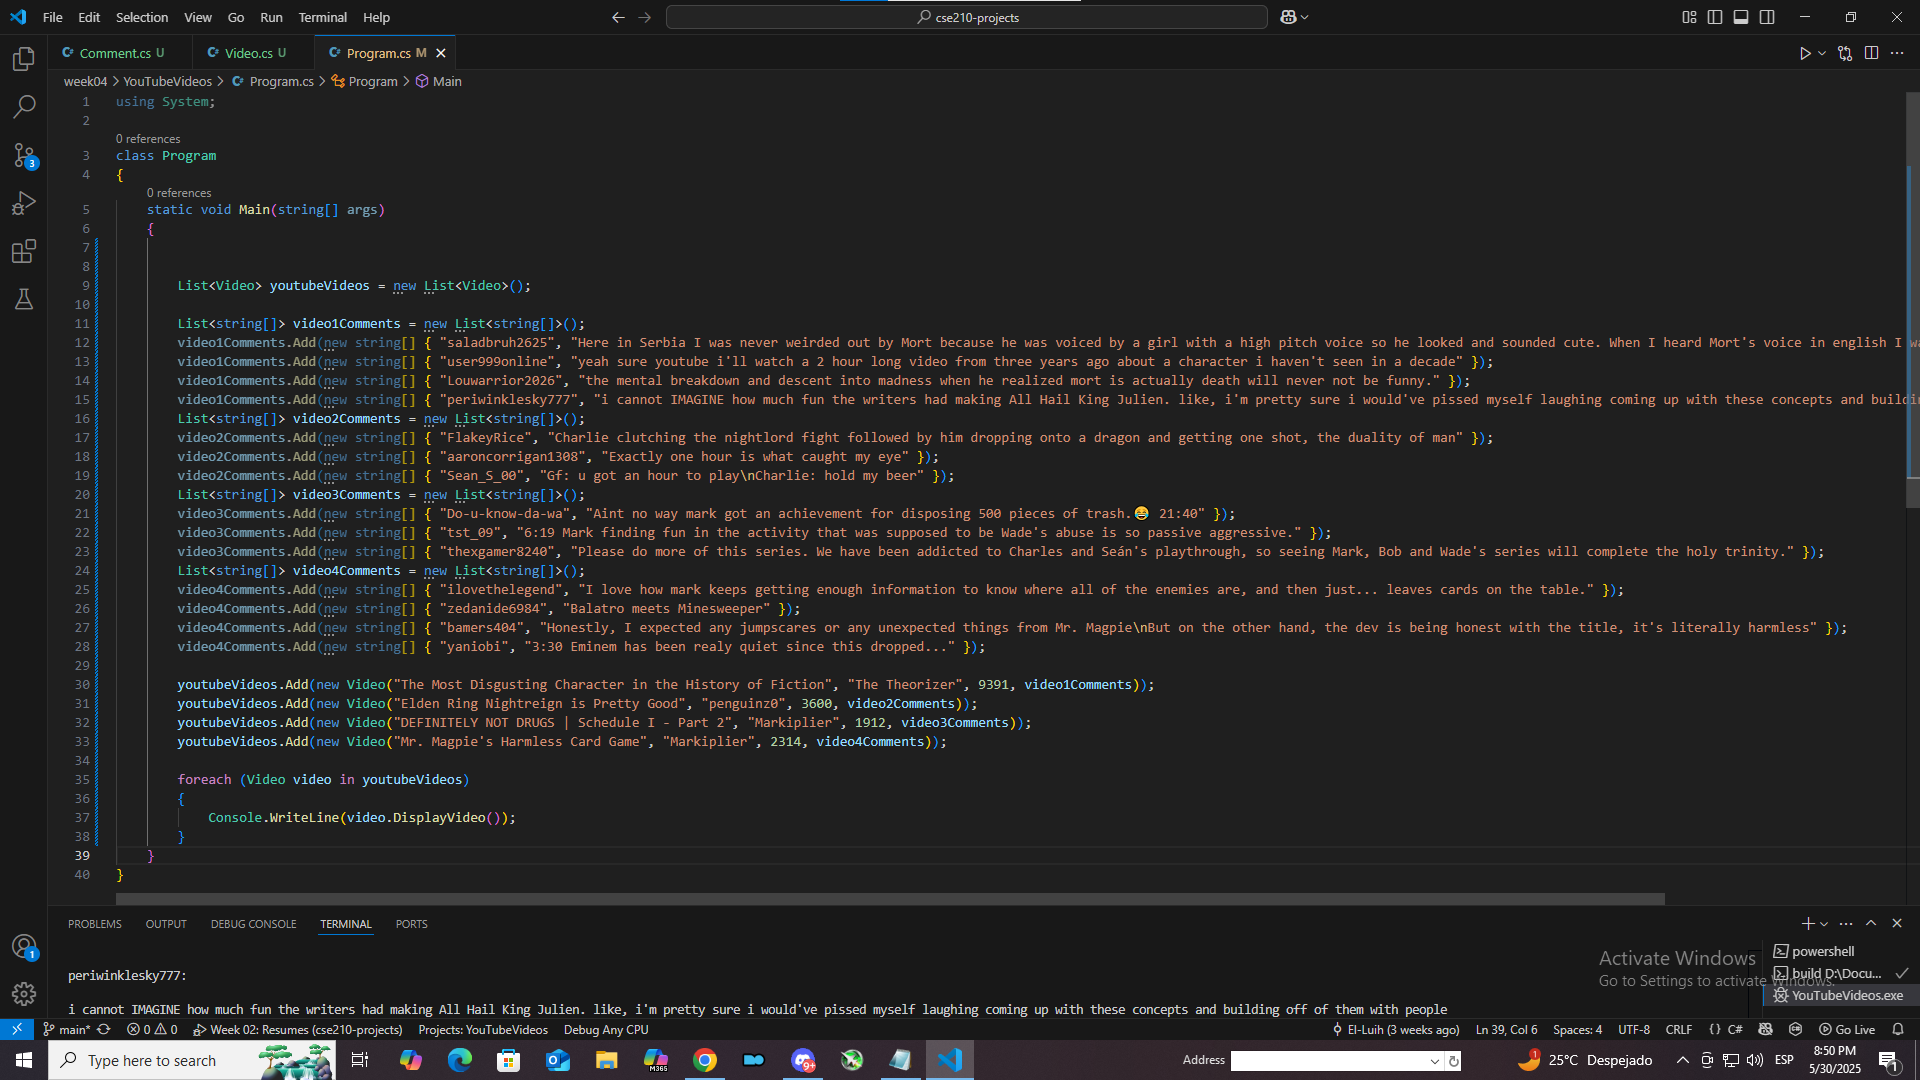 File Edit Selection View Go Run Terminal Help
cse210-projects
Comment.cs U Video.cs U Program.cs M
week04 > YouTubeVideos > Program.cs > Program > Main
1 using System;
2
0 references
3 class Program
4 {
0 references
5 static void Main(string[] args)
6 {
7
8
9 List<Video> youtubeVideos = new List<Video>();
10
11 List<string[]> video1Comments = new List<string[]>();
12 video1Comments.Add(new string[] { "saladbruh2625", "Here in Serbia I was never weirded out by Mort because he was voiced by a girl with a high pitch voice so he looked and sounded cute. When I heard Mort's voice in english I w
13 video1Comments.Add(new string[] { "user999online", "yeah sure youtube i'll watch a 2 hour long video from three years ago about a character i haven't seen in a decade" });
14 video1Comments.Add(new string[] { "Louwarrior2026", "the mental breakdown and descent into madness when he realized mort is actually death will never not be funny." });
15 video1Comments.Add(new string[] { "periwinklesky777", "i cannot IMAGINE how much fun the writers had making All Hail King Julien. like, i'm pretty sure i would've pissed myself laughing coming up with these concepts and buildin
16 List<string[]> video2Comments = new List<string[]>();
17 video2Comments.Add(new string[] { "FlakeyRice", "Charlie clutching the nightlord fight followed by him dropping onto a dragon and getting one shot, the duality of man" });
18 video2Comments.Add(new string[] { "aaroncorrigan1308", "Exactly one hour is what caught my eye" });
19 video2Comments.Add(new string[] { "Sean_S_00", "Gf: u got an hour to play\nCharlie: hold my beer" });
20 List<string[]> video3Comments = new List<string[]>();
21 video3Comments.Add(new string[] { "Do-u-know-da-wa", "Aint no way mark got an achievement for disposing 500 pieces of trash.😂 21:40" });
22 video3Comments.Add(new string[] { "tst_09", "6:19 Mark finding fun in the activity that was supposed to be Wade's abuse is so passive aggressive." });
23 video3Comments.Add(new string[] { "thexgamer8240", "Please do more of this series. We have been addicted to Charles and Seán's playthrough, so seeing Mark, Bob and Wade's series will complete the holy trinity." });
24 List<string[]> video4Comments = new List<string[]>();
25 video4Comments.Add(new string[] { "ilovethelegend", "I love how mark keeps getting enough information to know where all of the enemies are, and then just... leaves cards on the table." });
26 video4Comments.Add(new string[] { "zedanide6984", "Balatro meets Minesweeper" });
27 video4Comments.Add(new string[] { "bamers404", "Honestly, I expected any jumpscares or any unexpected things from Mr. Magpie\nBut on the other hand, the dev is being honest with the title, it's literally harmless" });
28 video4Comments.Add(new string[] { "yaniobi", "3:30 Eminem has been realy quiet since this dropped..." });
29
30 youtubeVideos.Add(new Video("The Most Disgusting Character in the History of Fiction", "The Theorizer", 9391, video1Comments));
31 youtubeVideos.Add(new Video("Elden Ring Nightreign is Pretty Good", "penguinz0", 3600, video2Comments));
32 youtubeVideos.Add(new Video("DEFINITELY NOT DRUGS | Schedule I - Part 2", "Markiplier", 1912, video3Comments));
33 youtubeVideos.Add(new Video("Mr. Magpie's Harmless Card Game", "Markiplier", 2314, video4Comments));
34
35 foreach (Video video in youtubeVideos)
36 {
37 Console.WriteLine(video.DisplayVideo());
38 }
39 }
40 }
PROBLEMS OUTPUT DEBUG CONSOLE TERMINAL PORTS
periwinklesky777:
i cannot IMAGINE how much fun the writers had making All Hail King Julien. like, i'm pretty sure i would've pissed myself laughing coming up with these concepts and building off of them with people
powershell
build D:\Docu...
YouTubeVideos.exe
Activate Windows
Go to Settings to activate Windows.
3
1
main* 0 0 Week 02: Resumes (cse210-projects) Projects: YouTubeVideos Debug Any CPU El-Luih (3 weeks ago) Ln 39, Col 6 Spaces: 4 UTF-8 CRLF {} C# Go Live
Type here to search M365 9+ Address 1 25°C Despejado ESP 8:50 PM
5/30/2025 1